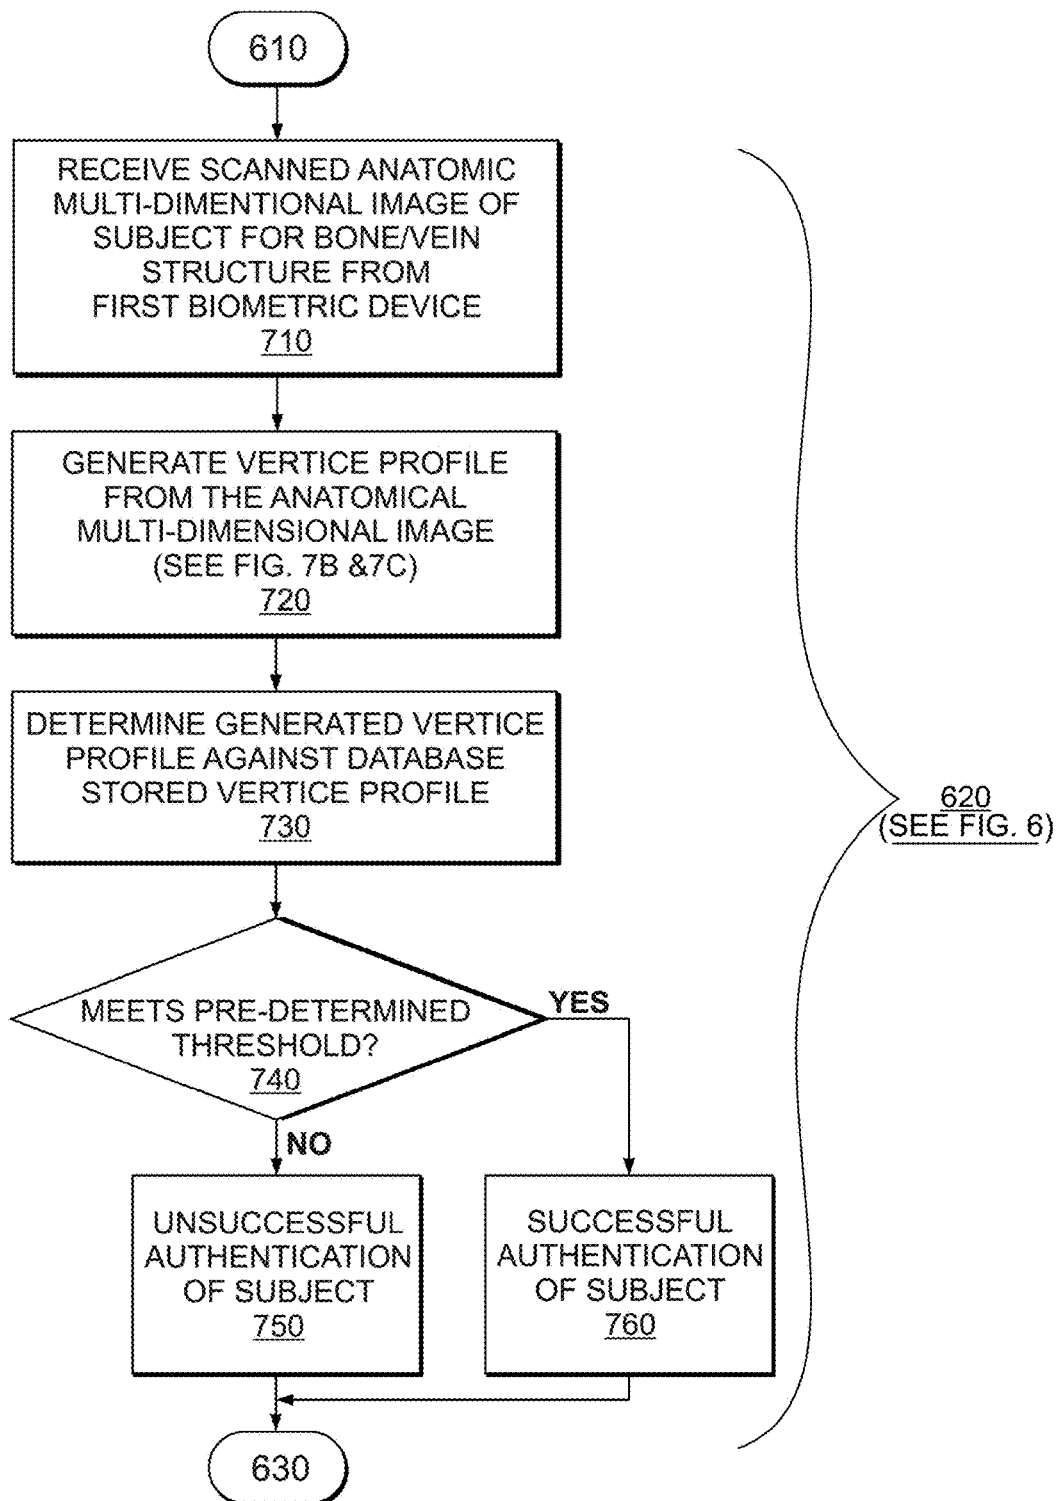 610
RECEIVE SCANNED ANATOMIC
MULTI-DIMENTIONAL IMAGE OF
SUBJECT FOR BONE/VEIN
STRUCTURE FROM
FIRST BIOMETRIC DEVICE
710
GENERATE VERTICE PROFILE
FROM THE ANATOMICAL
MULTI-DIMENSIONAL IMAGE
(SEE FIG. 7B &7C)
720
DETERMINE GENERATED VERTICE
PROFILE AGAINST DATABASE
STORED VERTICE PROFILE
730
620
(SEE FIG. 6)
MEETS PRE-DETERMINED
THRESHOLD?
740
YES
NO
UNSUCCESSFUL
AUTHENTICATION
OF SUBJECT
750
SUCCESSFUL
AUTHENTICATION
OF SUBJECT
760
630